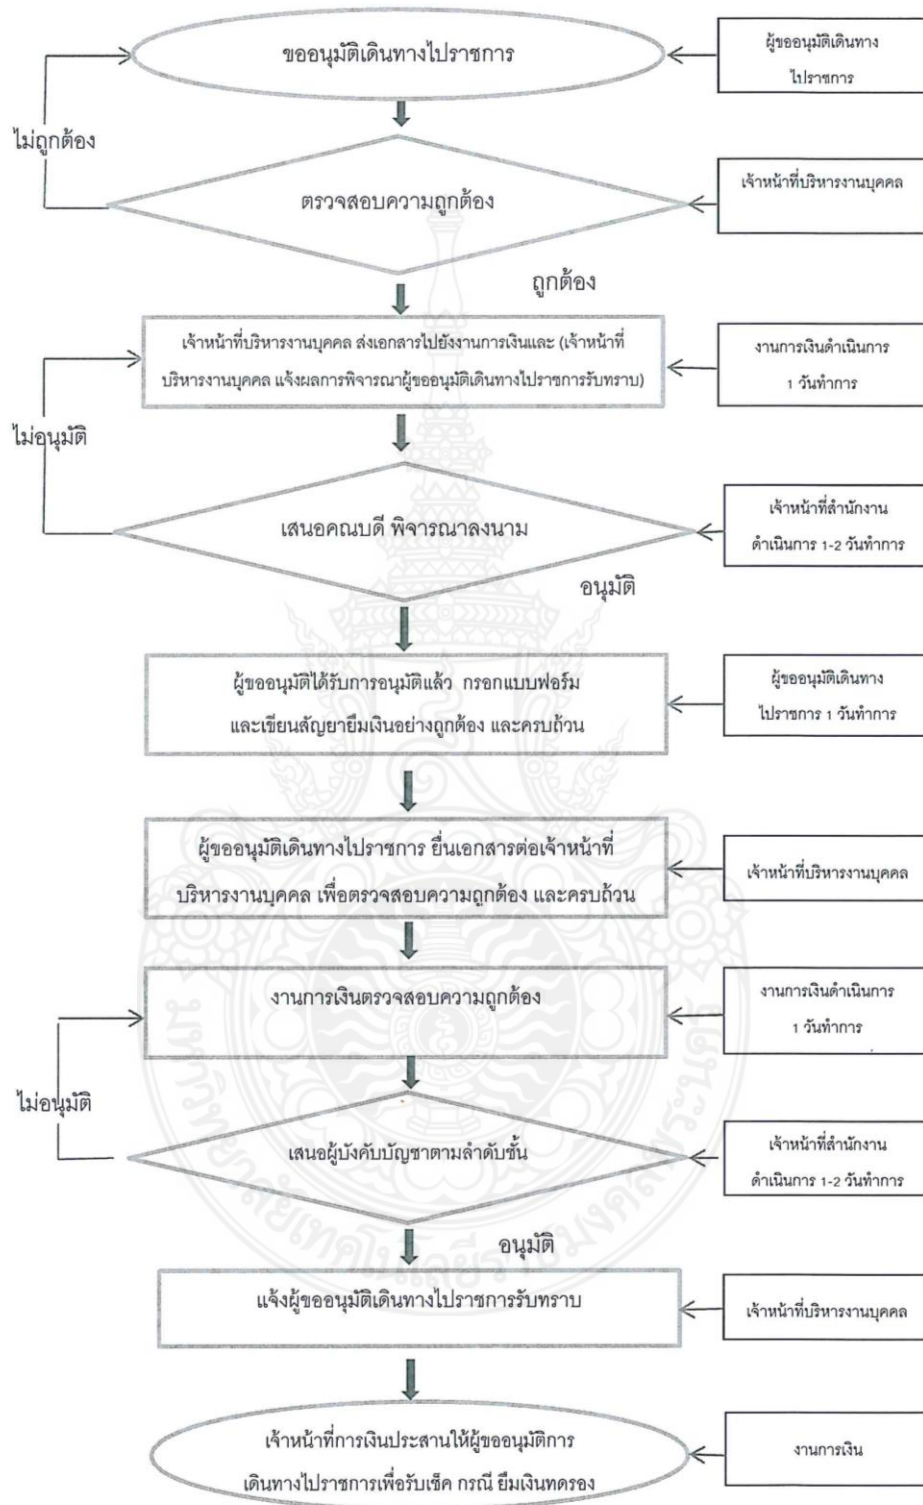 ขออนุมัติเดินทางไปราชการ
ผู้ขออนุมัติเดินทาง
ไปราชการ
ไม่ถูกต้อง
ตรวจสอบความถูกต้อง
เจ้าหน้าที่บริหารงานบุคคล
ถูกต้อง
เจ้าหน้าที่บริหารงานบุคคล ส่งเอกสารไปยังงานการเงินและ (เจ้าหน้าที่
บริหารงานบุคคล แจ้งผลการพิจารณาผู้ขออนุมัติเดินทางไปราชการรับทราบ)
งานการเงินดำเนินการ
1 วันทำการ
ไม่อนุมัติ
เสนอคณบดี พิจารณาลงนาม
เจ้าหน้าที่สำนักงาน
ดำเนินการ 1-2 วันทำการ
อนุมัติ
ผู้ขออนุมัติได้รับการอนุมัติแล้ว กรอกแบบฟอร์ม
และเขียนสัญยายืมเงินอย่างถูกต้อง และครบถ้วน
ผู้ขออนุมัติเดินทาง
ไปราชการ 1 วันทำการ
ผู้ขออนุมัติเดินทางไปราชการ ยื่นเอกสารต่อเจ้าหน้าที่
บริหารงานบุคคล เพื่อตรวจสอบความถูกต้อง และครบถ้วน
เจ้าหน้าที่บริหารงานบุคคล
งานการเงินตรวจสอบความถูกต้อง
งานการเงินดำเนินการ
1 วันทำการ
ไม่อนุมัติ
เสนอผู้บังคับบัญชาตามลำดับชั้น
เจ้าหน้าที่สำนักงาน
ดำเนินการ 1-2 วันทำการ
อนุมัติ
แจ้งผู้ขออนุมัติเดินทางไปราชการรับทราบ
เจ้าหน้าที่บริหารงานบุคคล
เจ้าหน้าที่การเงินประสานให้ผู้ขออนุมัติการ
เดินทางไปราชการเพื่อรับเช็ค กรณี ยืมเงินทดรอง
งานการเงิน
มหาวิทยาลัยเทคโนโลยีราชมงคลพระนคร